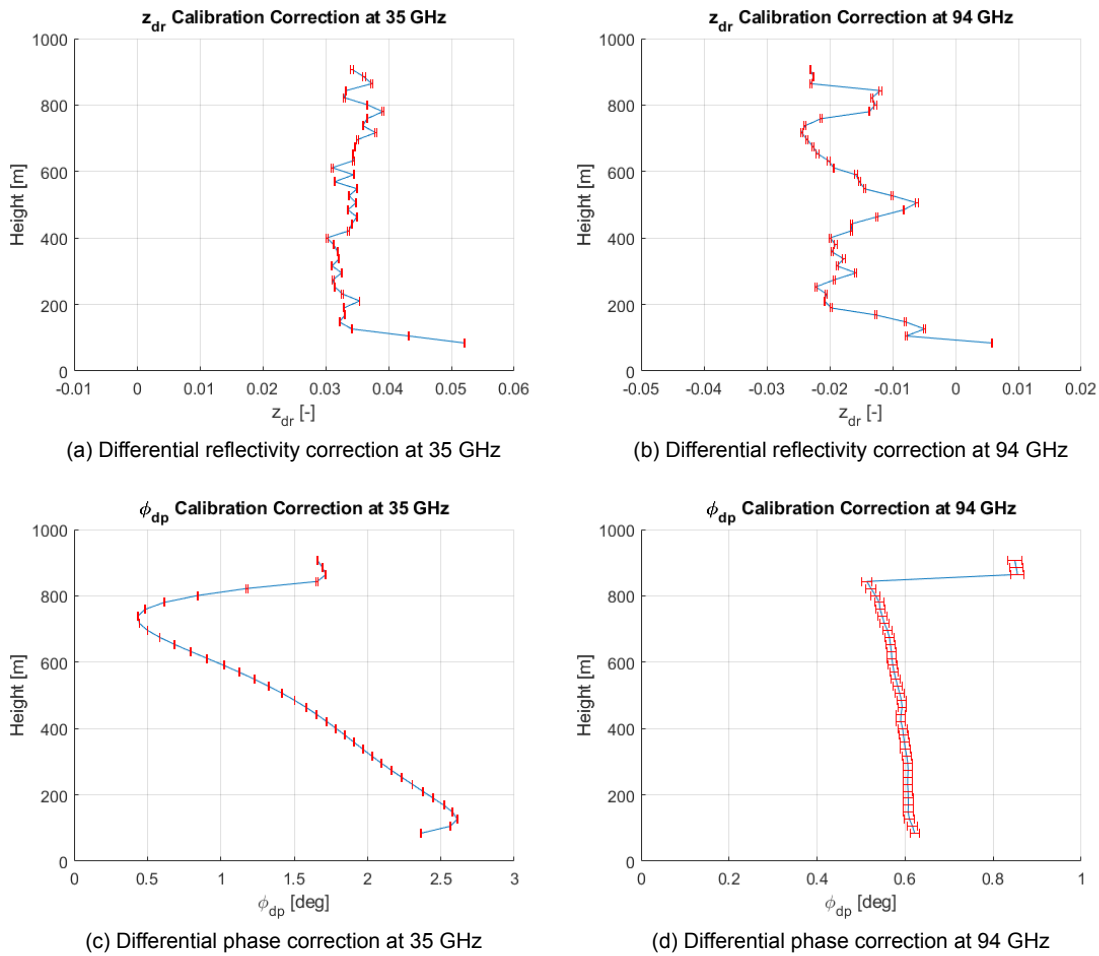 z_dr Calibration Correction at 35 GHz
1000
800
600
400
200
0
Height [m]
-0.01 0 0.01 0.02 0.03 0.04 0.05 0.06
z_dr [-]
(a) Differential reflectivity correction at 35 GHz
z_dr Calibration Correction at 94 GHz
1000
800
600
400
200
0
Height [m]
-0.05 -0.04 -0.03 -0.02 -0.01 0 0.01 0.02
z_dr [-]
(b) Differential reflectivity correction at 94 GHz
ϕ_dp Calibration Correction at 35 GHz
1000
800
600
400
200
0
Height [m]
0 0.5 1 1.5 2 2.5 3
ϕ_dp [deg]
(c) Differential phase correction at 35 GHz
ϕ_dp Calibration Correction at 94 GHz
1000
800
600
400
200
0
Height [m]
0 0.2 0.4 0.6 0.8 1
ϕ_dp [deg]
(d) Differential phase correction at 94 GHz